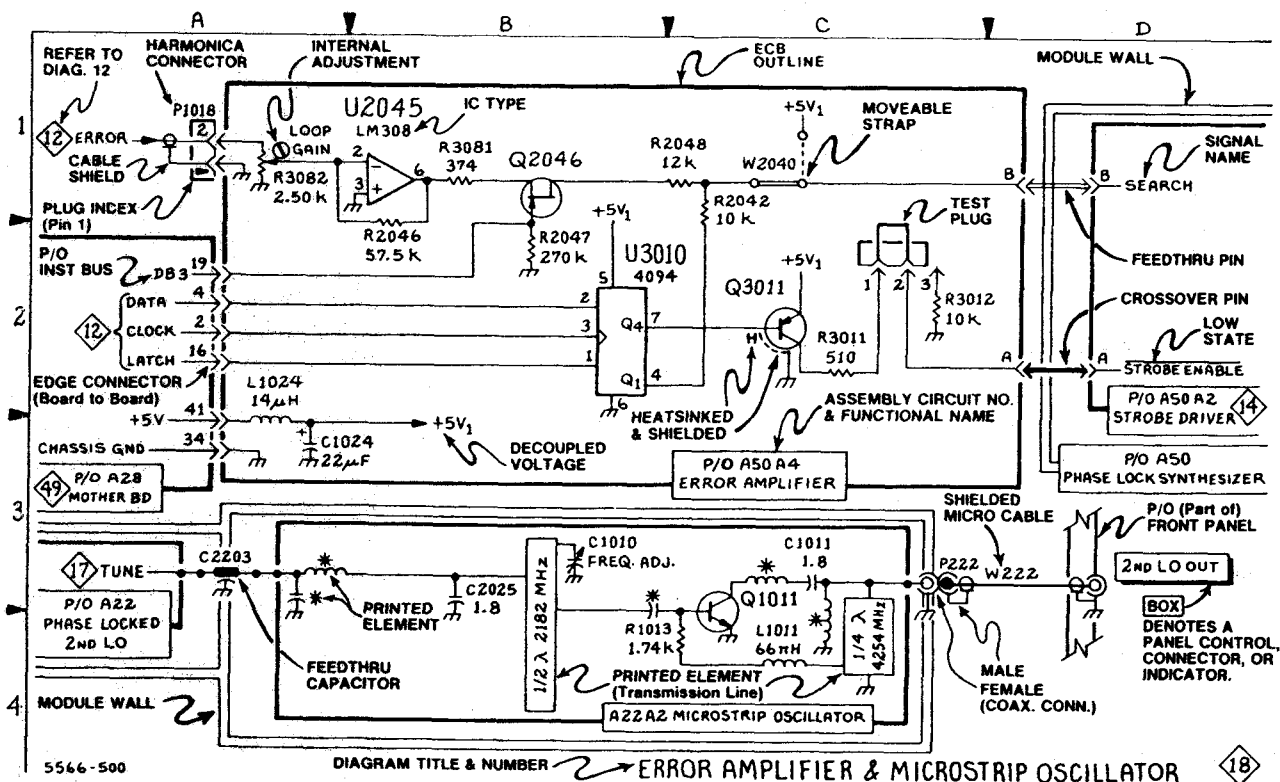 A B C D
REFER TO
DIAG. 12
HARMONICA
CONNECTOR
INTERNAL
ADJUSTMENT
ECB
OUTLINE
MODULE WALL
1
P1018
U2045
IC TYPE
LM308
+5V1
MOVEABLE
STRAP
12
ERROR
2
LOOP
GAIN
CABLE
SHIELD
R3082
2.50 K
2
3
6
R3081
374
Q2046
R2048
12K
W2040
SIGNAL
NAME
B
B
SEARCH
PLUG INDEX
(Pin 1)
1
R2046
57.5 K
R2047
270 K
+5V1
R2042
10 K
TEST
PLUG
P/O
INST BUS
DB3
19
U3010
4094
5
+5V1
FEEDTHRU PIN
2
12
DATA
4
CLOCK
2
LATCH
16
2
3
1
Q4
7
Q1
4
6
Q3011
H
R3011
510
1
2
3
R3012
10 K
CROSSOVER PIN
LOW
STATE
A
A
STROBE ENABLE
EDGE CONNECTOR
(Board to Board)
L1024
14μH
+5V
41
C1024
22μF
+
+5V1
DECOUPLED
VOLTAGE
HEATSINKED
& SHIELDED
ASSEMBLY CIRCUIT NO.
& FUNCTIONAL NAME
P/O A50 A2
STROBE DRIVER
14
CHASSIS GND
34
49
P/O A28
MOTHER BD
P/O A50 A4
ERROR AMPLIFIER
P/O A50
PHASE LOCK SYNTHESIZER
3
SHIELDED
MICRO CABLE
P/O (Part of)
FRONT PANEL
17
TUNE
C2203
*
*
C2025
1.8
1/2 λ 2182 MHz
C1010
FREQ. ADJ.
*
*
*
C1011
1.8
Q1011
R1013
1.74K
L1011
66nH
1/4 λ
4254 MHz
P222
W222
2ND LO OUT
P/O A22
PHASE LOCKED
2ND LO
PRINTED
ELEMENT
FEEDTHRU
CAPACITOR
PRINTED ELEMENT
(Transmission Line)
MALE
FEMALE
(COAX. CONN.)
BOX
DENOTES A
PANEL CONTROL,
CONNECTOR, OR
INDICATOR.
4
MODULE WALL
A22A2 MICROSTRIP OSCILLATOR
5566-500
DIAGRAM TITLE & NUMBER
ERROR AMPLIFIER & MICROSTRIP OSCILLATOR
18